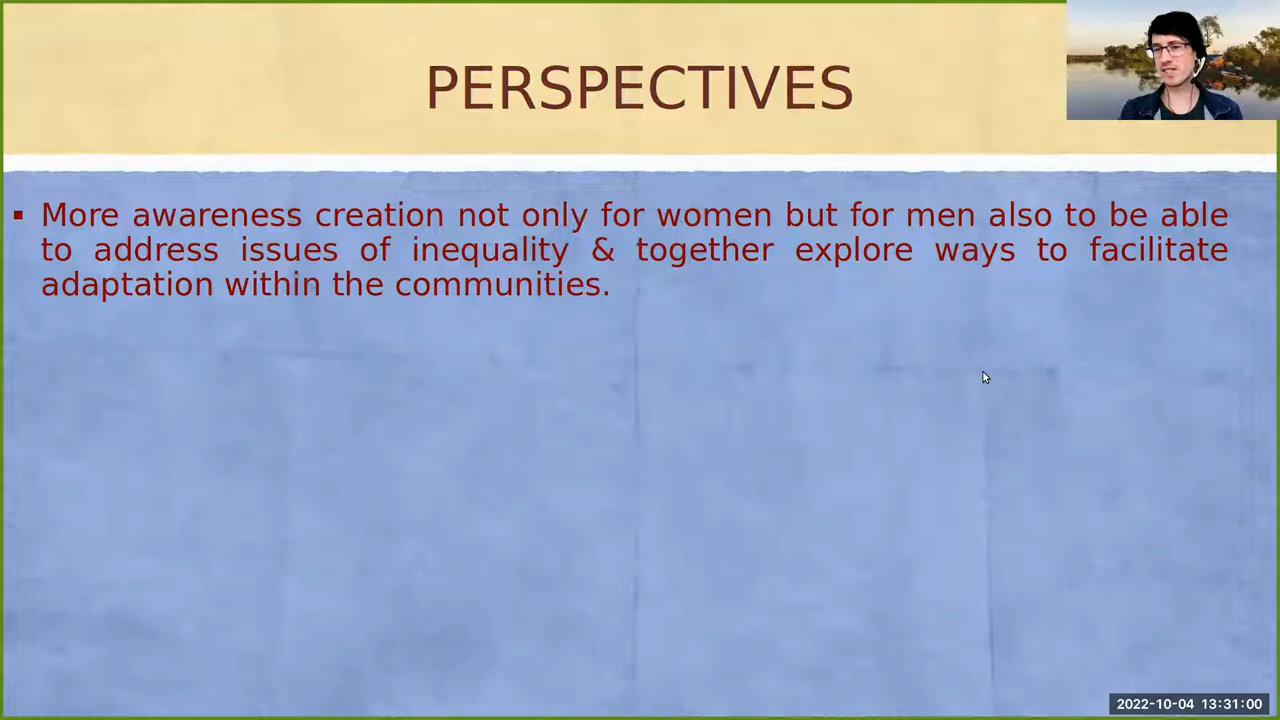 PERSPECTIVES
▪ More awareness creation not only for women but for men also to be able
to address issues of inequality & together explore ways to facilitate
adaptation within the communities.
2022-10-04 13:31:00